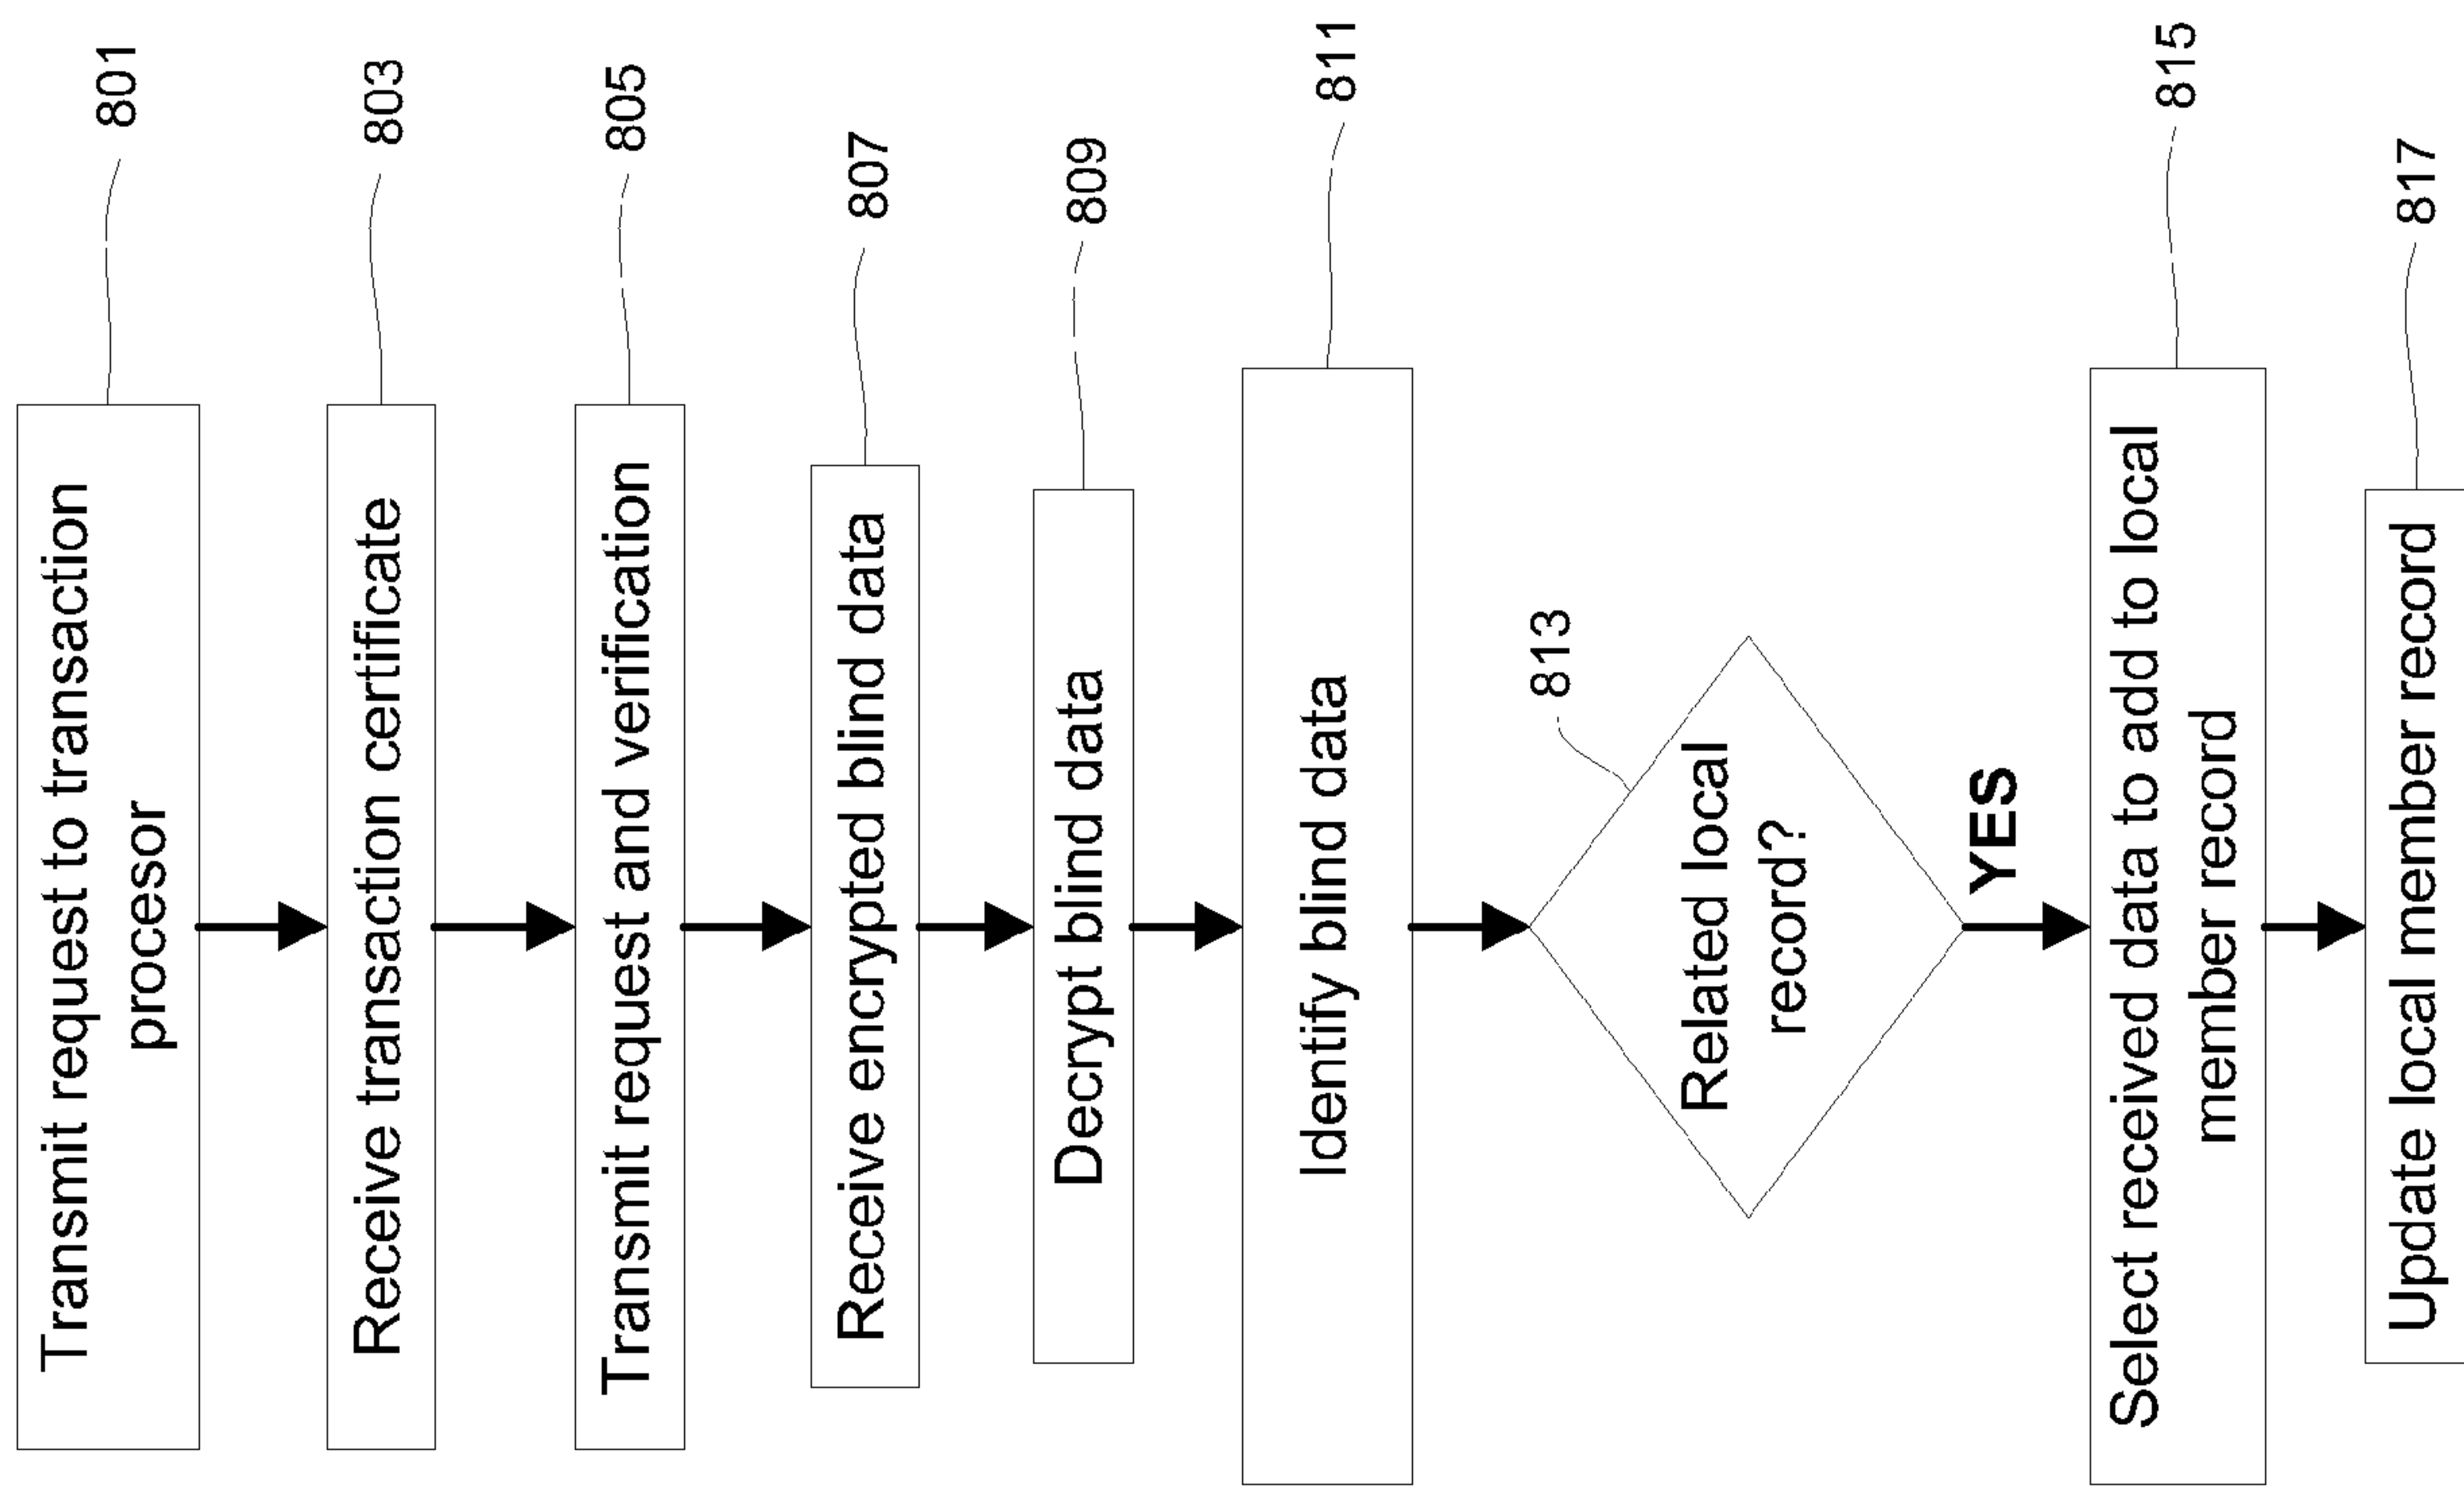 Transmit request to transaction
processor
801
Receive transaction certificate
803
Transmit request and verification
805
Receive encrypted blind data
807
Decrypt blind data
809
Identify blind data
811
813
Related local
record?
YES
Select received data to add to local
member record
815
Update local member record
817